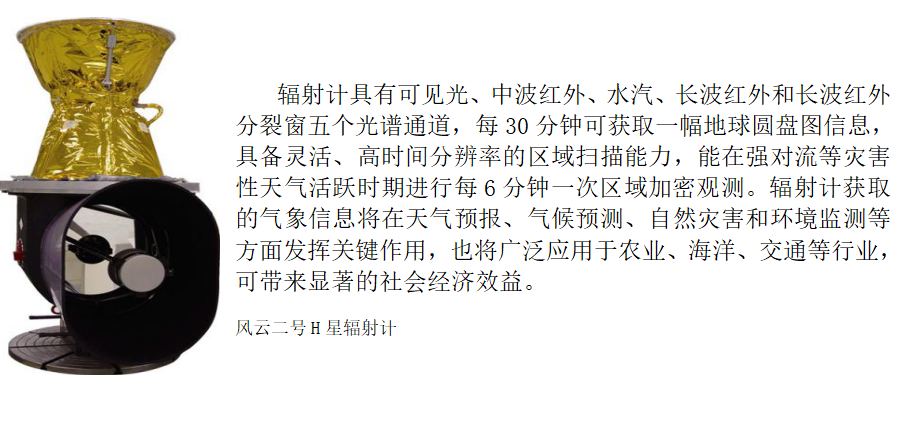 辐射计具有可见光、中波红外、水汽、长波红外和长波红外
分裂窗五个光谱通道，每 30 分钟可获取一幅地球圆盘图信息，
具备灵活、高时间分辨率的区域扫描能力，能在强对流等灾害
性天气活跃时期进行每 6 分钟一次区域加密观测。辐射计获取
的气象信息将在天气预报、气候预测、自然灾害和环境监测等
方面发挥关键作用，也将广泛应用于农业、海洋、交通等行业，
可带来显著的社会经济效益。
风云二号 H 星辐射计